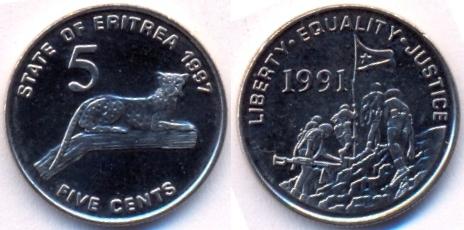 STATE OF ERITREA 1997
5
FIVE CENTS
LIBERTY · EQUALITY · JUSTICE
1991